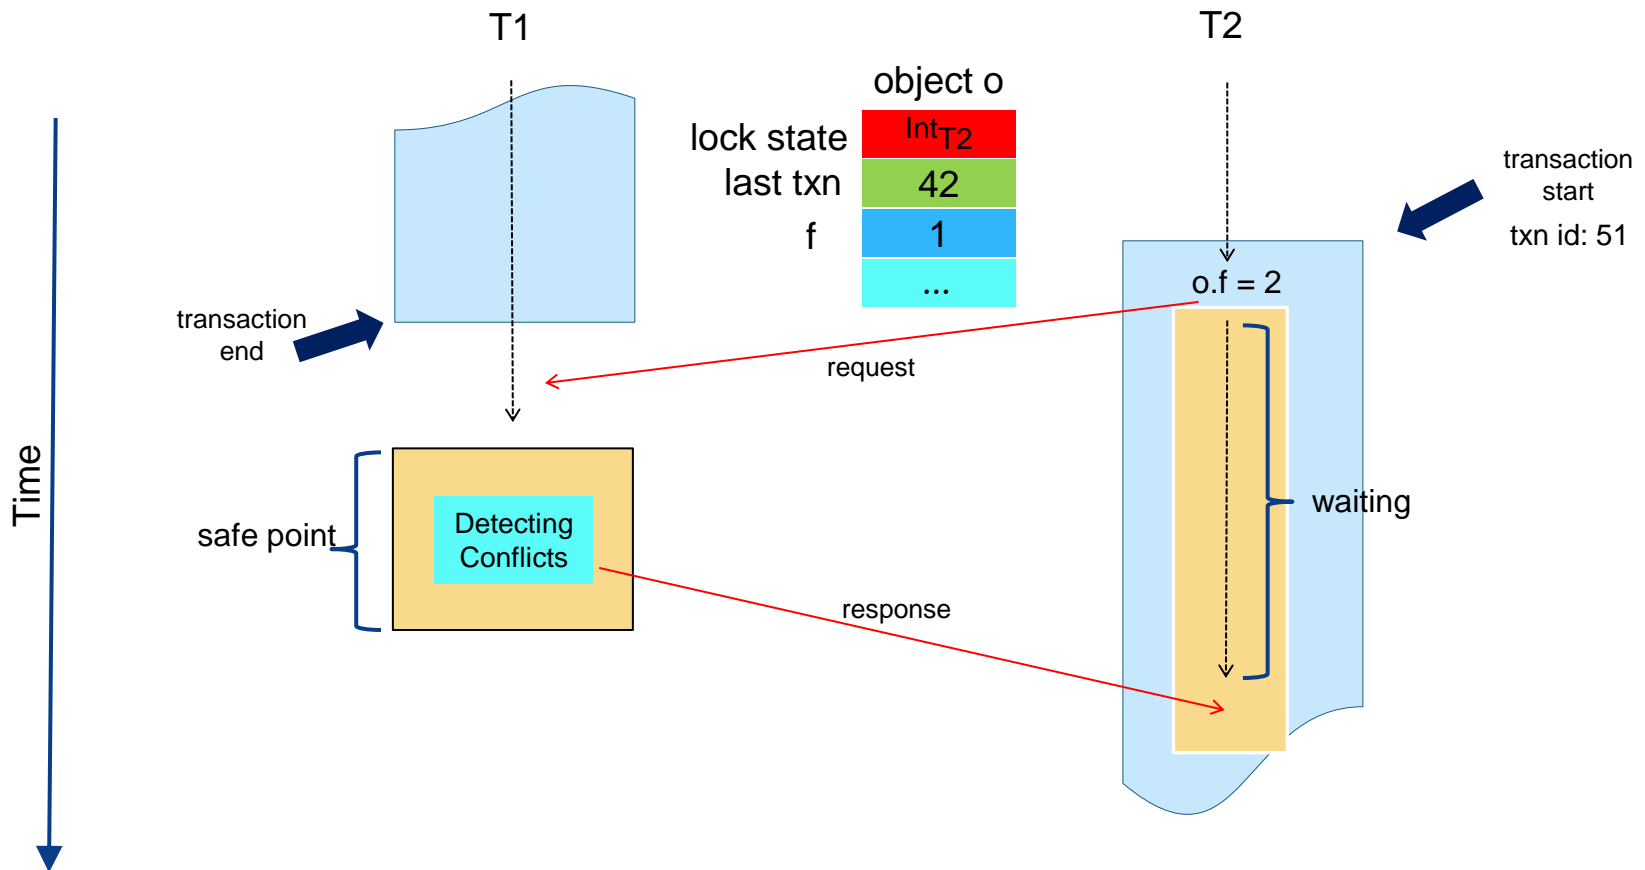 T1
T2
object o
lock state
Int T2
last txn
42
f
1
...
transaction
start
txn id: 51
o.f = 2
transaction
end
request
Time
safe point
Detecting
Conflicts
waiting
response